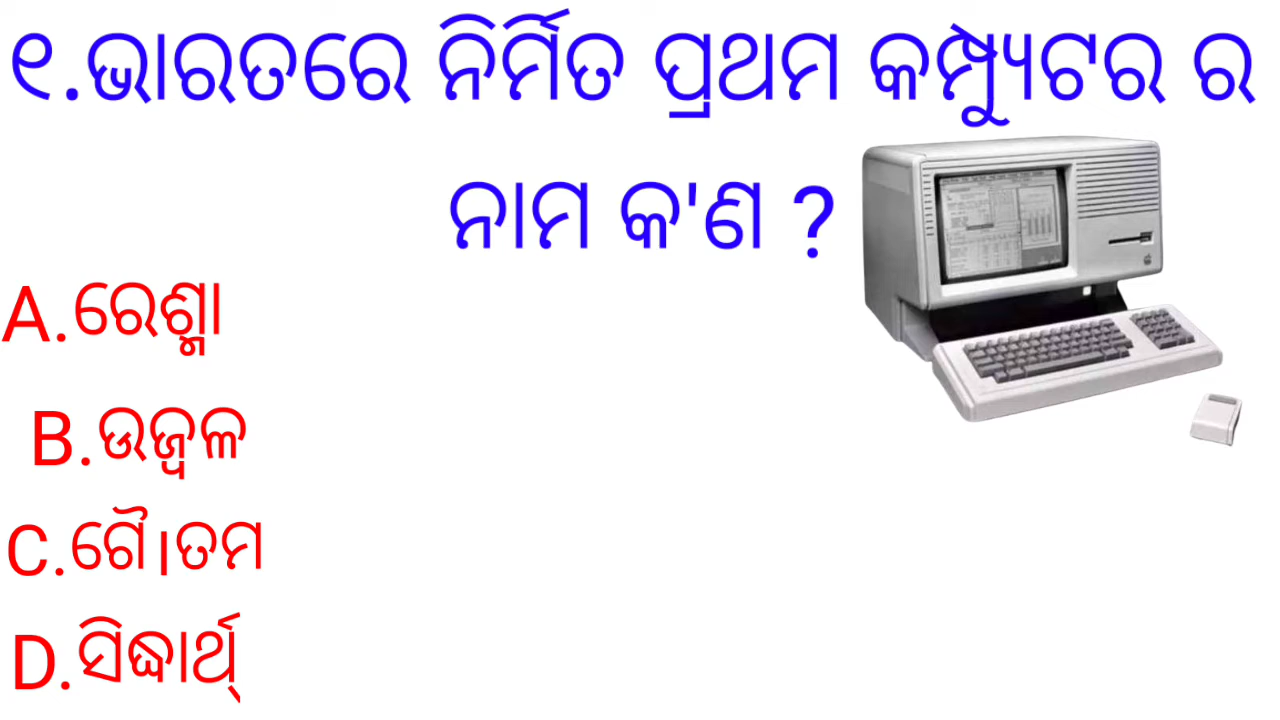 ୧.ଭାରତରେ ନିର୍ମିତ ପ୍ରଥମ କମ୍ପ୍ୟୁଟର ର
ନାମ କ'ଣ ?
A.ରେଶ୍ମା
B.ଉଜ୍ୱଳ
C.ଗୈ।ତମ
D.ସିଦ୍ଧାର୍ଥ୍